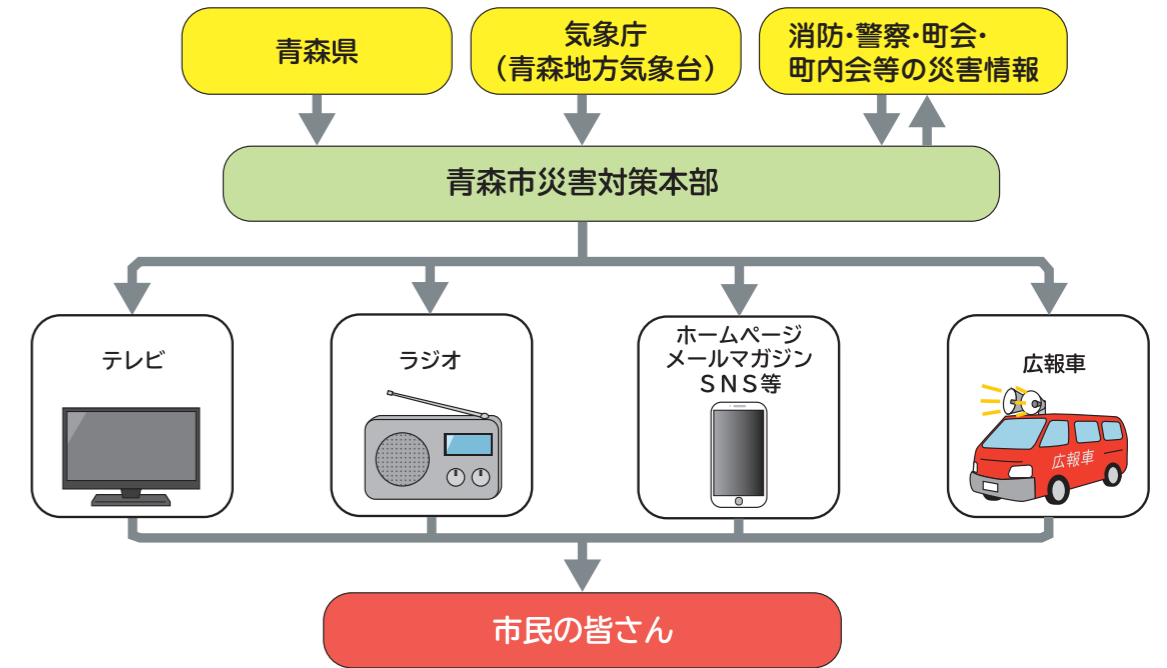 青森県
気象庁
（青森地方気象台）
消防・警察・町会・
町内会等の災害情報
青森市災害対策本部
テレビ
ラジオ
ホームページ
メールマガジン
ＳＮＳ等
広報車
広報車
市民の皆さん